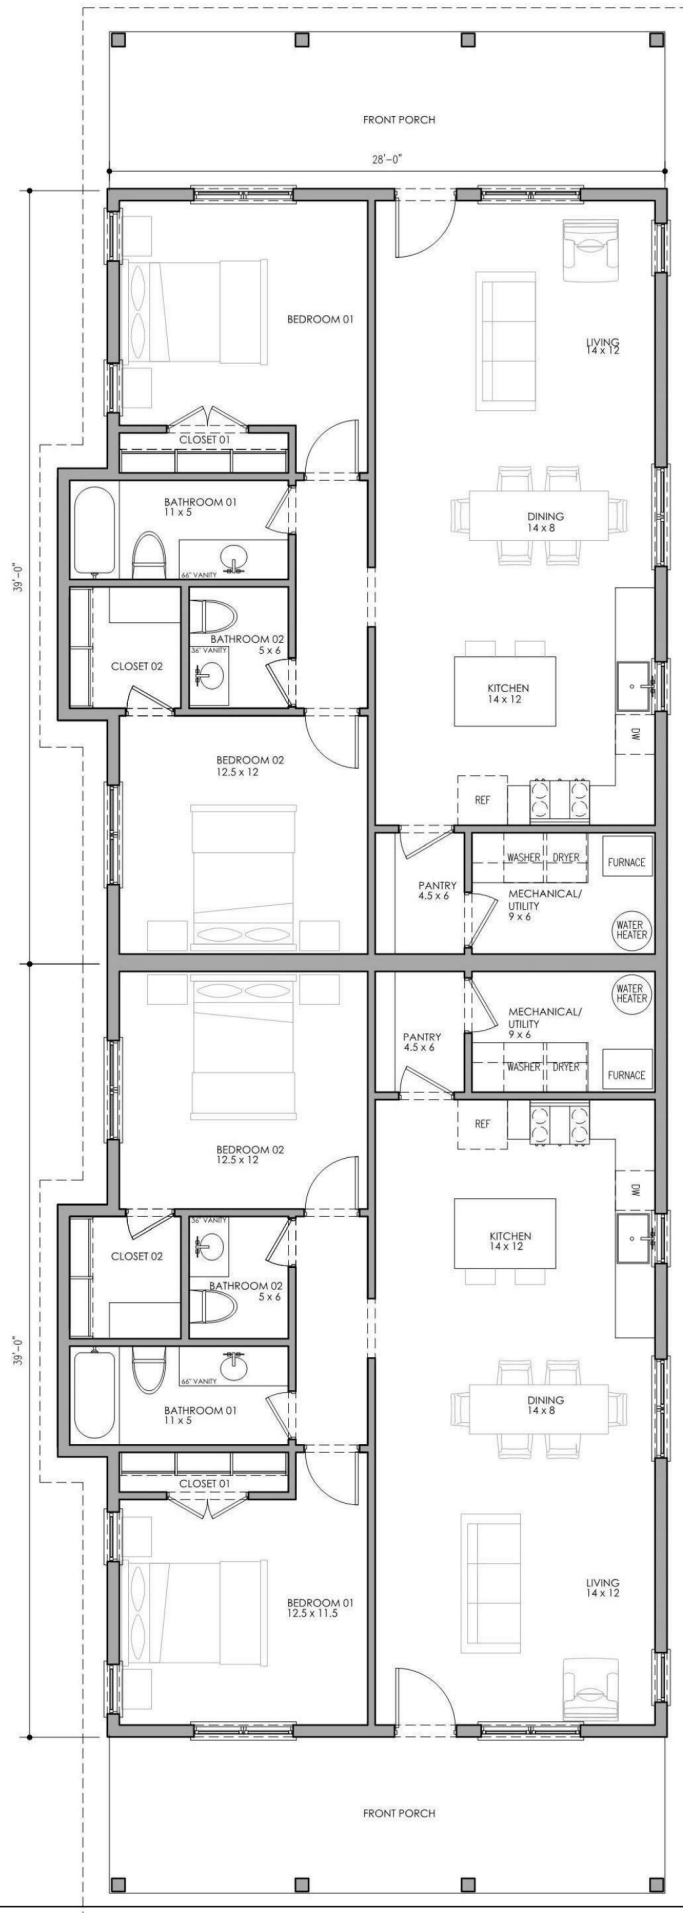 FRONT PORCH
28'-0"
BEDROOM 01
LIVING
14 x 12
CLOSET 01
BATHROOM 01
11 x 5
DINING
14 x 8
66" VANITY
39'-0"
BATHROOM 02
5 x 6
36" VANITY
CLOSET 02
KITCHEN
14 x 12
DW
BEDROOM 02
12.5 x 12
REF
WASHER
DRYER
FURNACE
PANTRY
4.5 x 6
MECHANICAL/
UTILITY
9 x 6
WATER
HEATER
WATER
HEATER
MECHANICAL/
UTILITY
9 x 6
PANTRY
4.5 x 6
WASHER
DRYER
FURNACE
REF
BEDROOM 02
12.5 x 12
DW
36" VANITY
KITCHEN
14 x 12
CLOSET 02
BATHROOM 02
5 x 6
39'-0"
66" VANITY
BATHROOM 01
11 x 5
DINING
14 x 8
CLOSET 01
LIVING
14 x 12
BEDROOM 01
12.5 x 11.5
FRONT PORCH